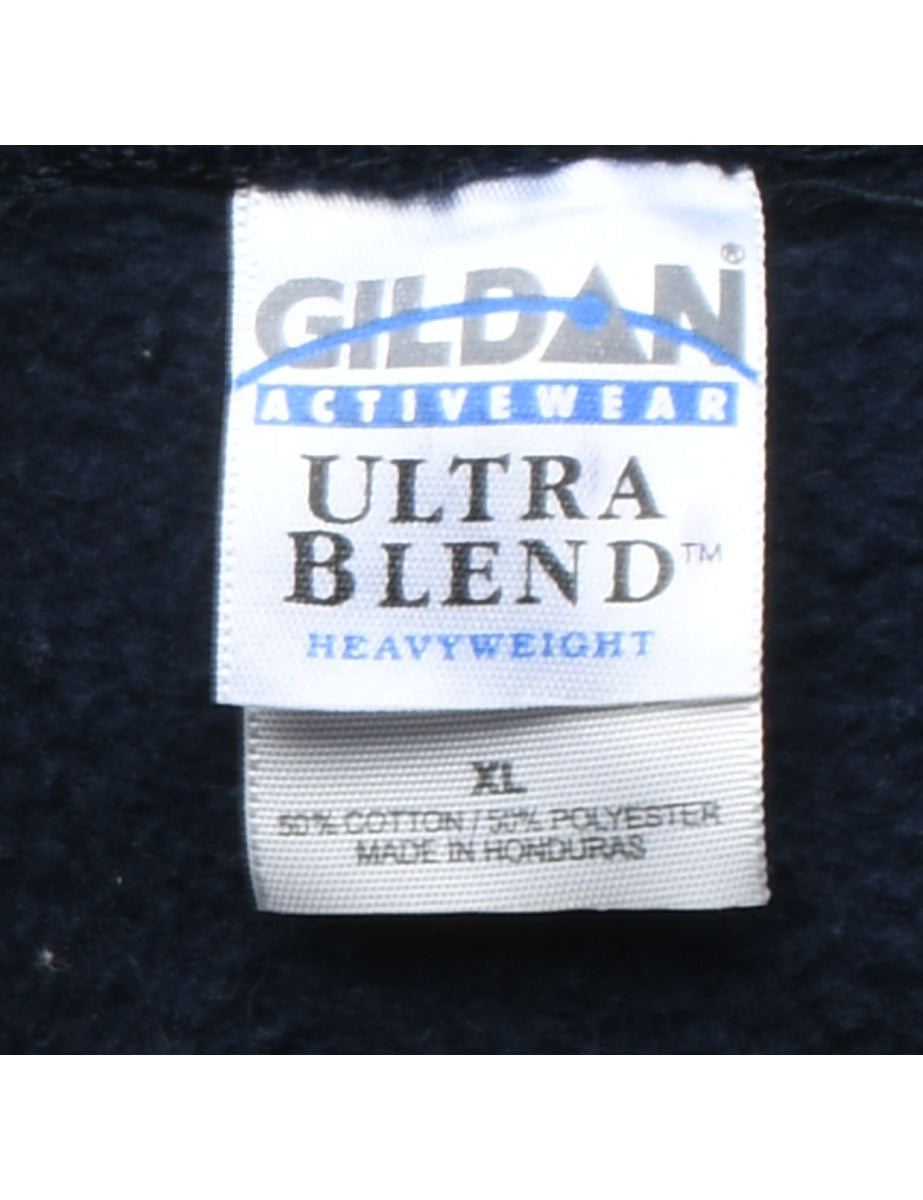 GILDAN®
ACTIVEWEAR
ULTRA
BLEND™
HEAVYWEIGHT
XL
50% COTTON / 50% POLYESTER
MADE IN HONDURAS